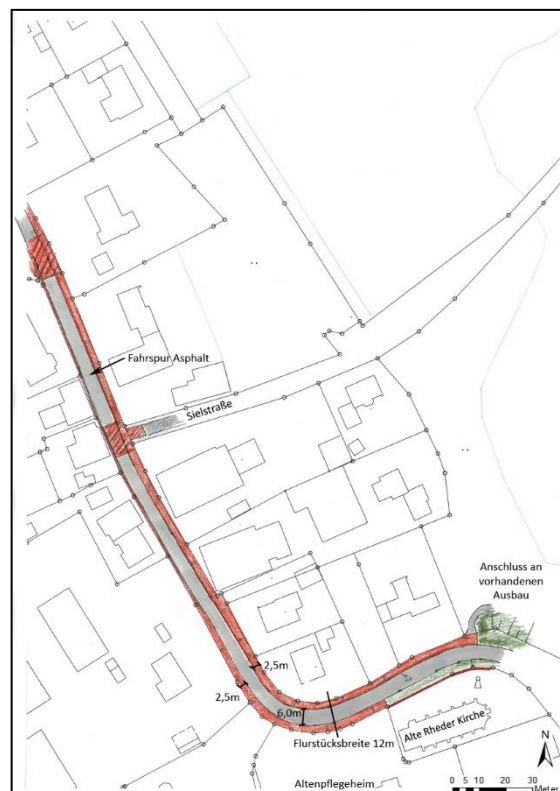 Fahrspur Asphalt
Sielstraße
Anschluss an
vorhandenen
Ausbau
2,5m
2,5m
6,0m
Flurstücksbreite 12m
Alte Rheder Kirche
Altenpflegeheim
N
0 5 10 20 30
Meter